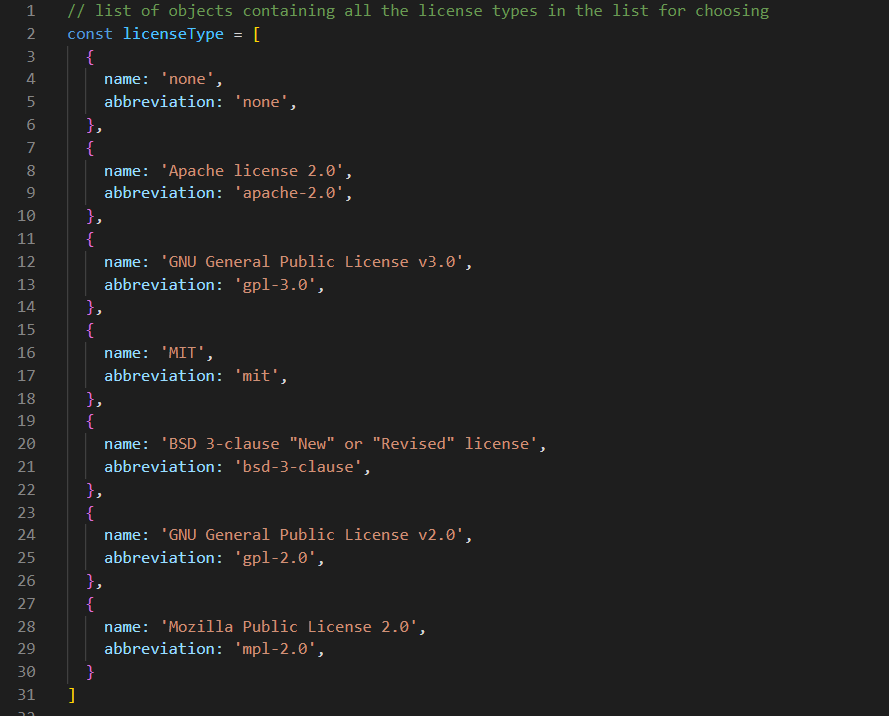 1 // list of objects containing all the license types in the list for choosing
2 const licenseType = [
3 {
4 name: 'none',
5 abbreviation: 'none',
6 },
7 {
8 name: 'Apache license 2.0',
9 abbreviation: 'apache-2.0',
10 },
11 {
12 name: 'GNU General Public License v3.0',
13 abbreviation: 'gpl-3.0',
14 },
15 {
16 name: 'MIT',
17 abbreviation: 'mit',
18 },
19 {
20 name: 'BSD 3-clause "New" or "Revised" license',
21 abbreviation: 'bsd-3-clause',
22 },
23 {
24 name: 'GNU General Public License v2.0',
25 abbreviation: 'gpl-2.0',
26 },
27 {
28 name: 'Mozilla Public License 2.0',
29 abbreviation: 'mpl-2.0',
30 }
31 ]